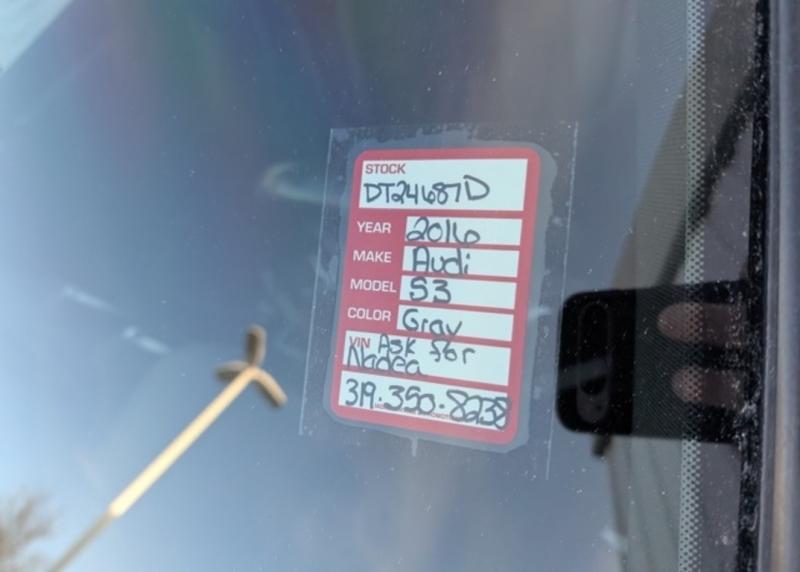 STOCK
DT24687D
YEAR 2016
MAKE Audi
MODEL S3
COLOR Gray
VIN Ask for
Nadea
319.350.8238